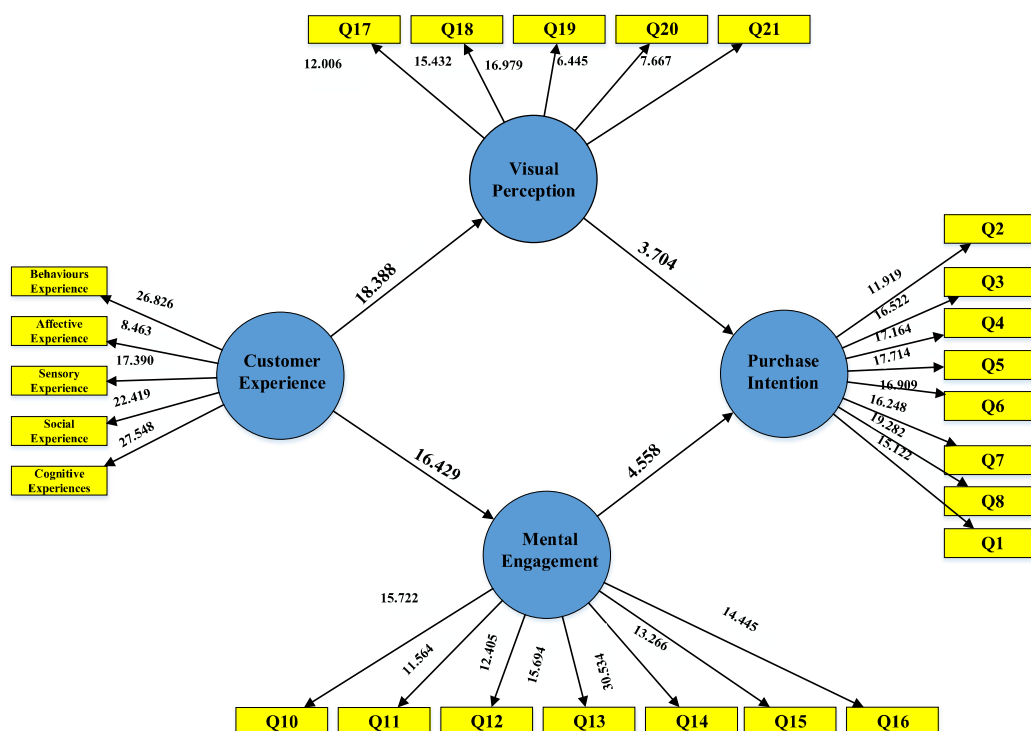 Q17
Q18
Q19
Q20
Q21
12.006
15.432
16.979
6.445
7.667
Visual
Perception
18.388
3.704
Behaviours
Experience
Affective
Experience
Sensory
Experience
Social
Experience
Cognitive
Experiences
26.826
8.463
17.390
22.419
27.548
Customer
Experience
Purchase
Intention
11.919
16.522
17.164
17.714
16.909
16.248
19.282
15.122
Q2
Q3
Q4
Q5
Q6
Q7
Q8
Q1
16.429
4.558
Mental
Engagement
15.722
11.564
12.405
15.694
30.534
13.266
14.445
Q10
Q11
Q12
Q13
Q14
Q15
Q16